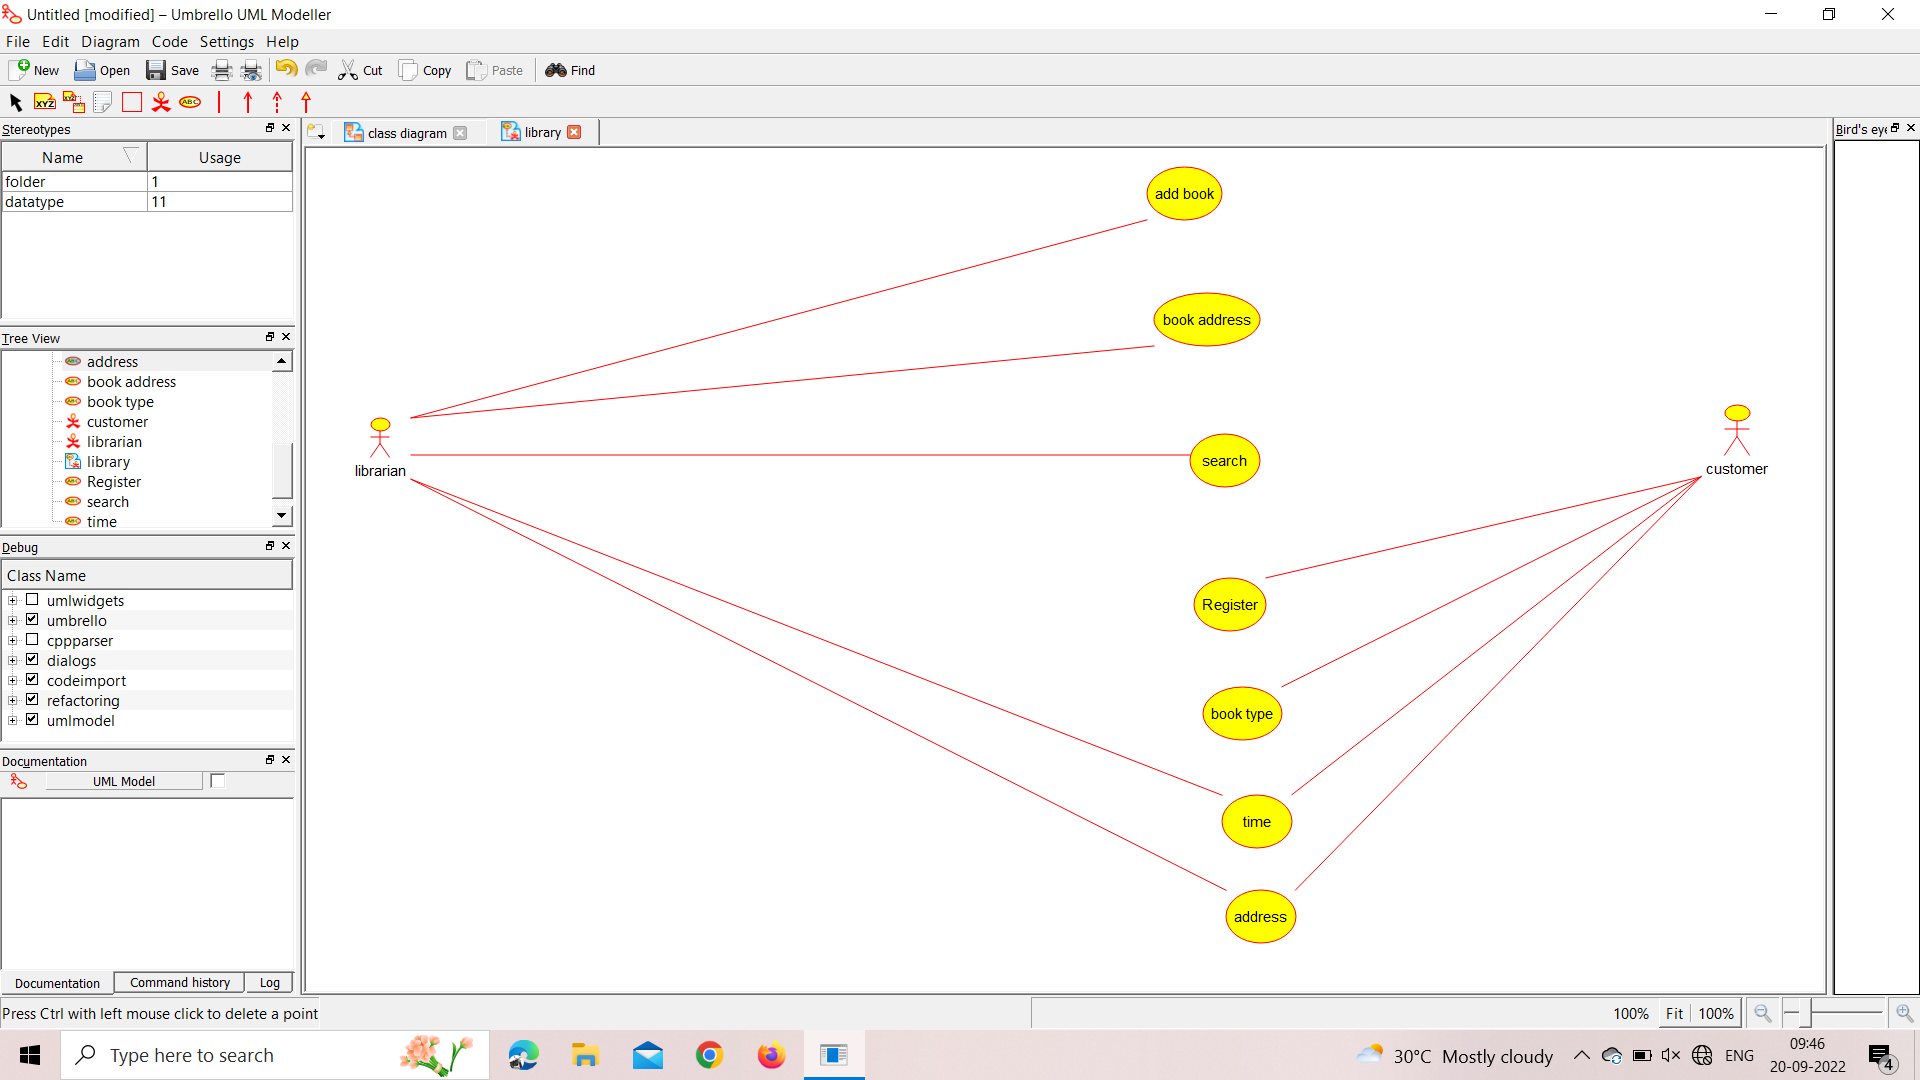 Untitled [modified] – Umbrello UML Modeller
File Edit Diagram Code Settings Help
New Open Save Cut Copy Paste Find
XYZ XYZ ABC
Stereotypes
Name Usage
folder 1
datatype 11
Tree View
address
book address
book type
customer
librarian
library
Register
search
time
Debug
Class Name
umlwidgets
umbrello
cppparser
dialogs
codeimport
refactoring
umlmodel
Documentation
UML Model
Documentation Command history Log
class diagram library
add book
book address
librarian
search
customer
Register
book type
time
address
Bird's eye
Press Ctrl with left mouse click to delete a point
100% Fit 100%
Type here to search
30°C Mostly cloudy
ENG
09:46
20-09-2022
4